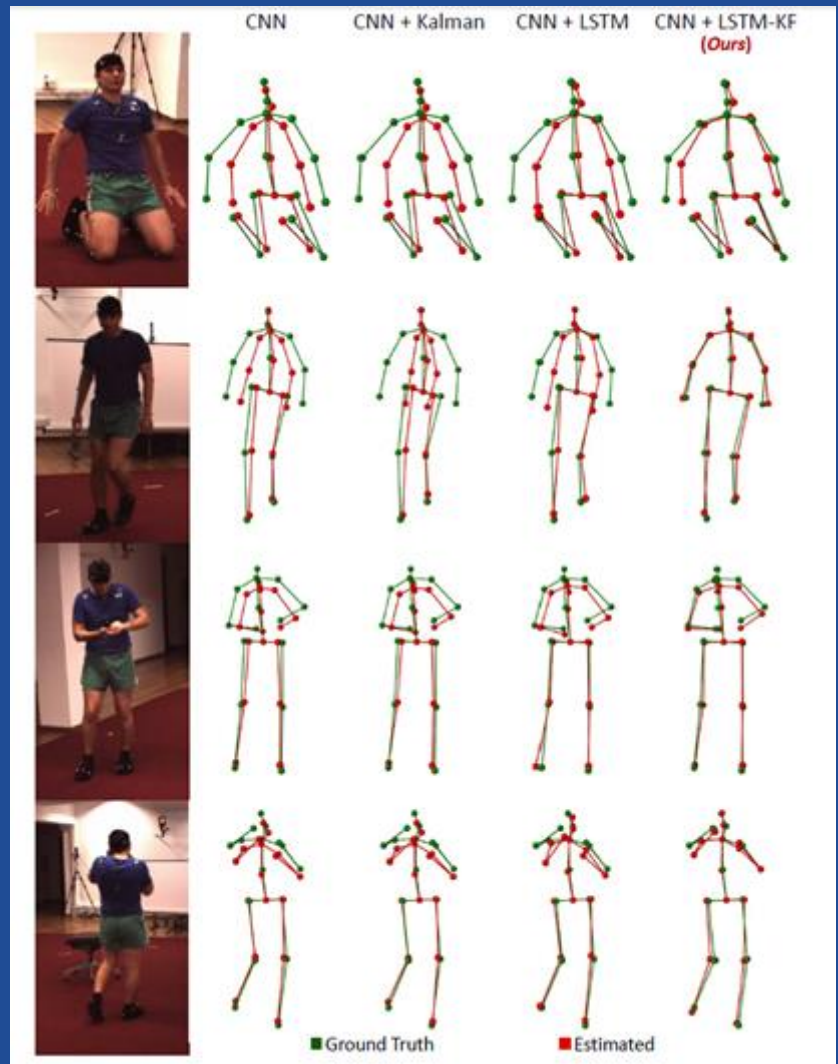 CNN CNN + Kalman CNN + LSTM CNN + LSTM-KF
(Ours)
Ground Truth Estimated